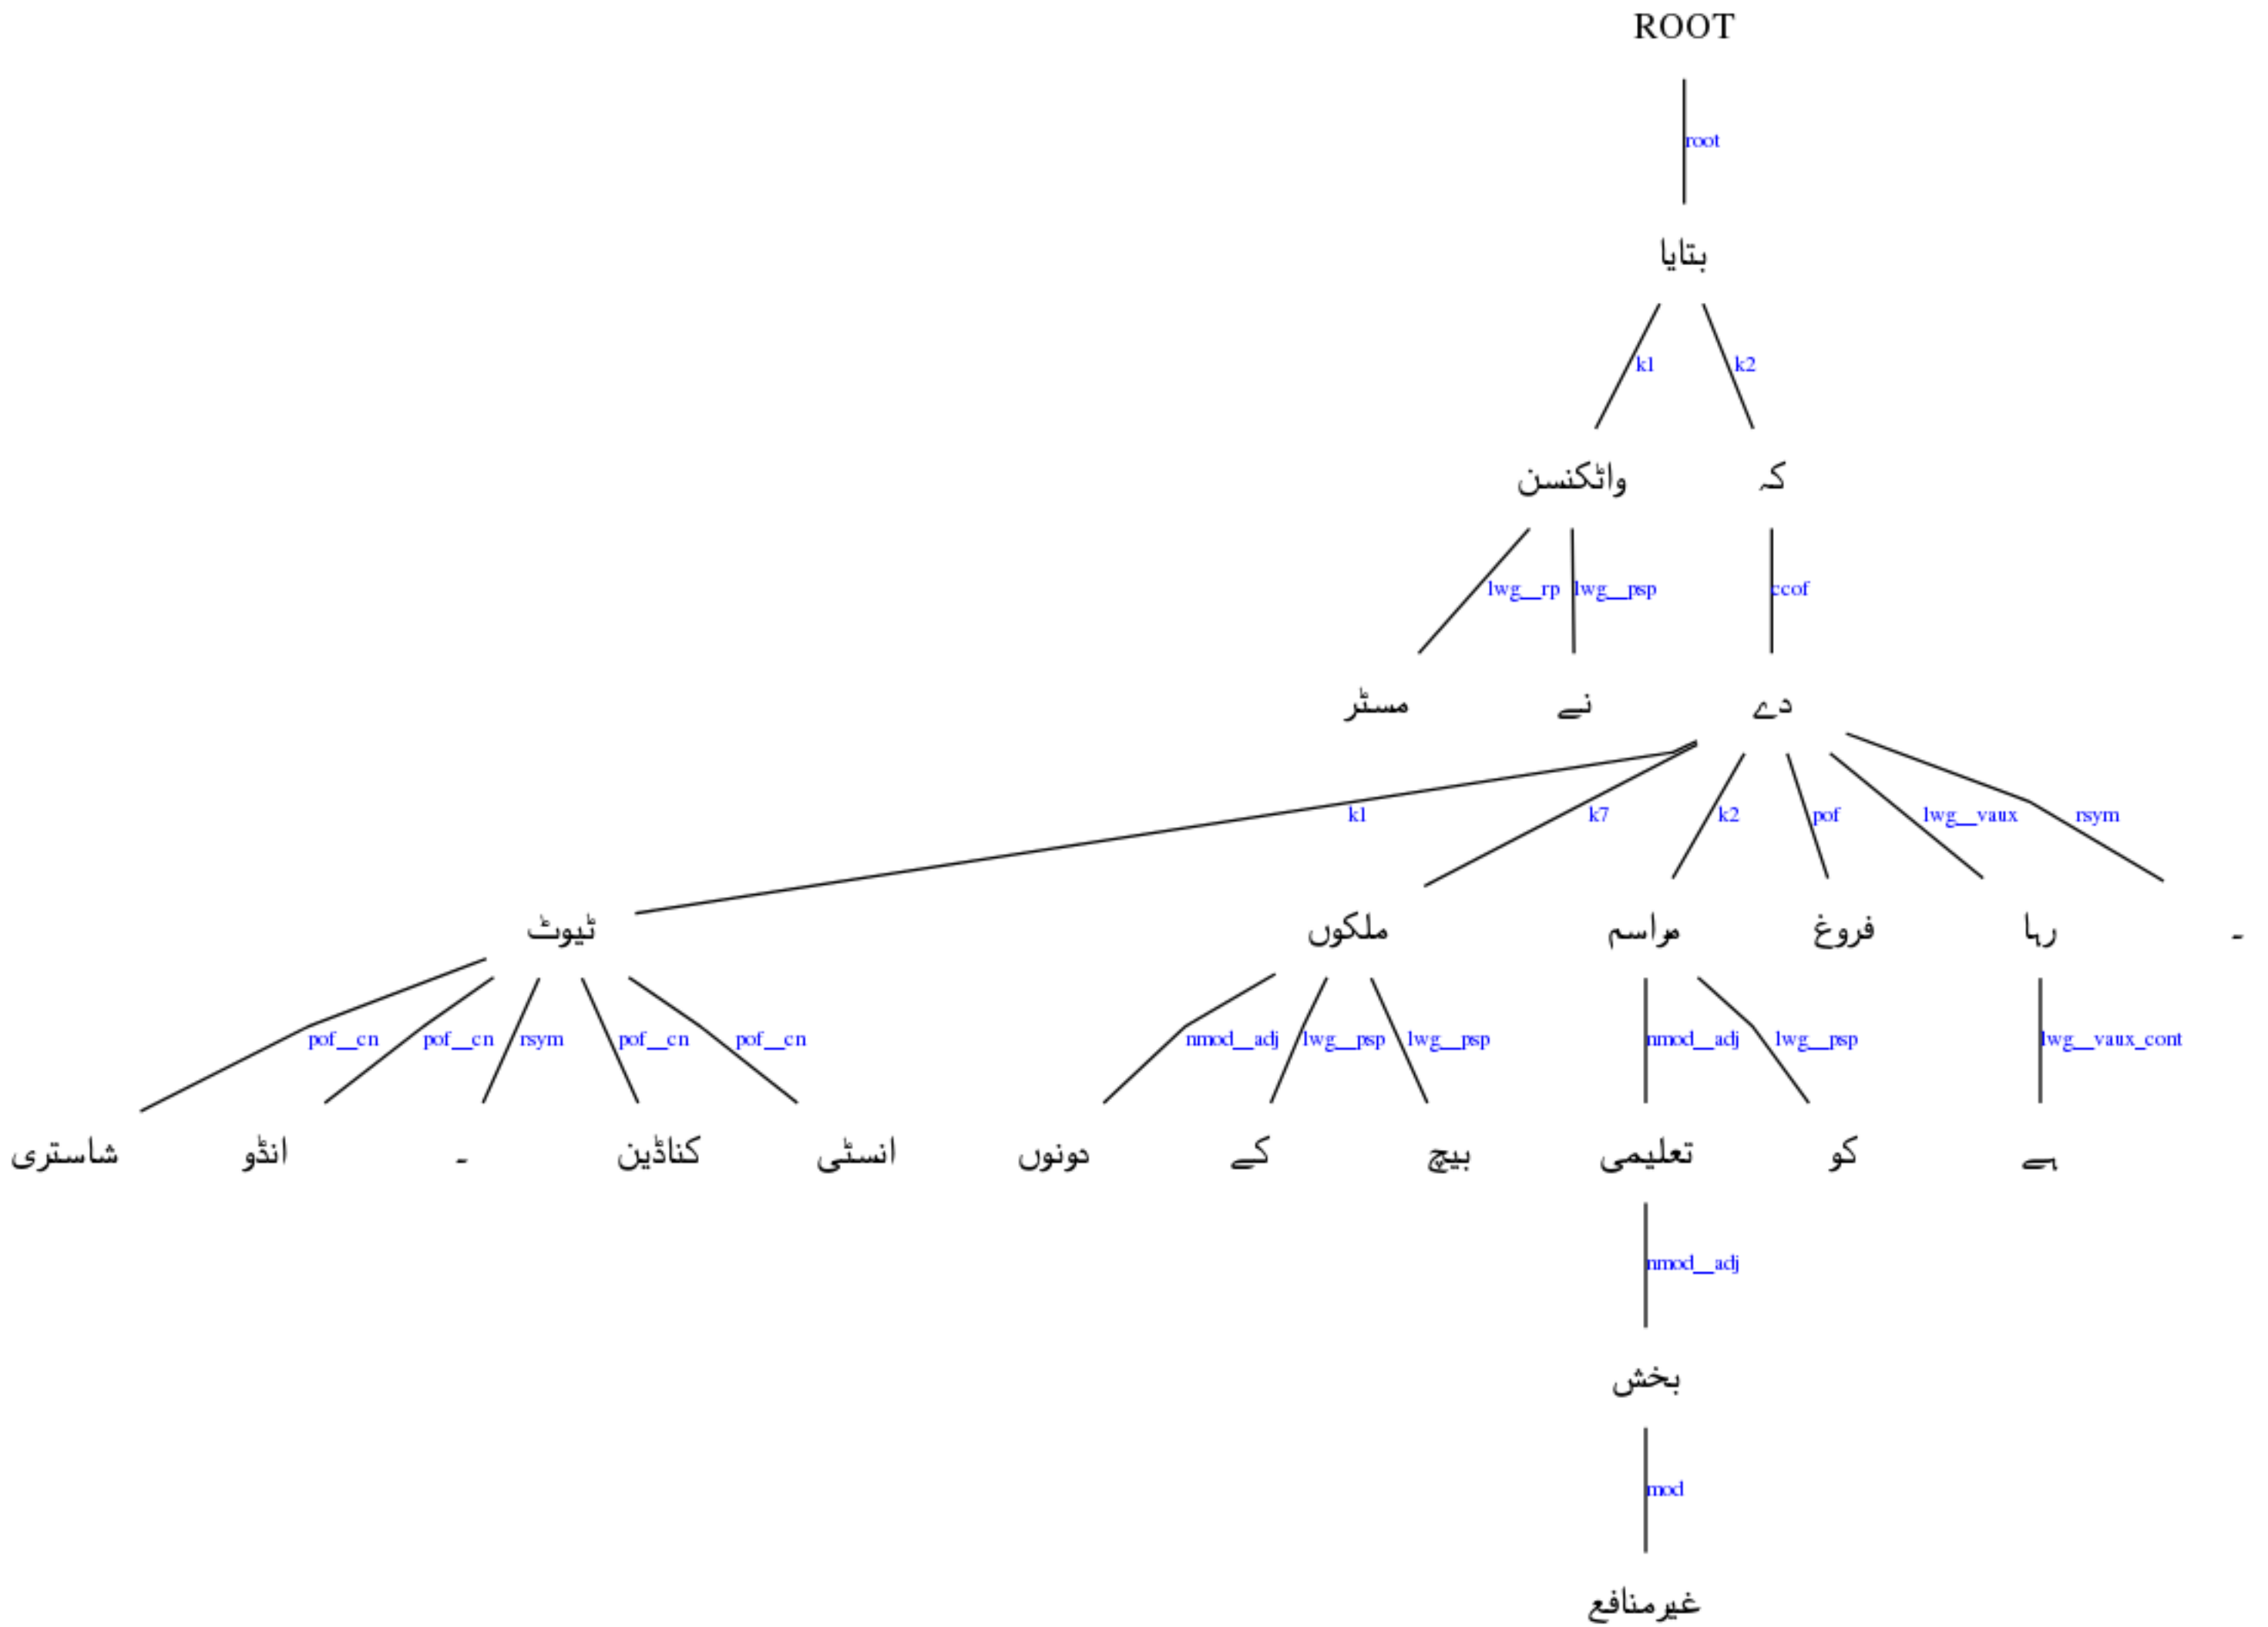 ROOT
root
بتایا
k1 k2
واٹکنسن کہ
lwg__rp lwg__psp ccof
مسٹر نے دے
k1 k7 k2 pof lwg__vaux rsym
ٹیوٹ ملکوں مراسم فروغ رہا ۔
pof__cn pof__cn rsym pof__cn pof__cn nmod__adj lwg__psp lwg__psp nmod__adj lwg__psp lwg__vaux_cont
شاستری انڈو ۔ کناڈین انسٹی دونوں کے بیچ تعلیمی کو ہے
nmod__adj
بخش
mod
غیرمنافع